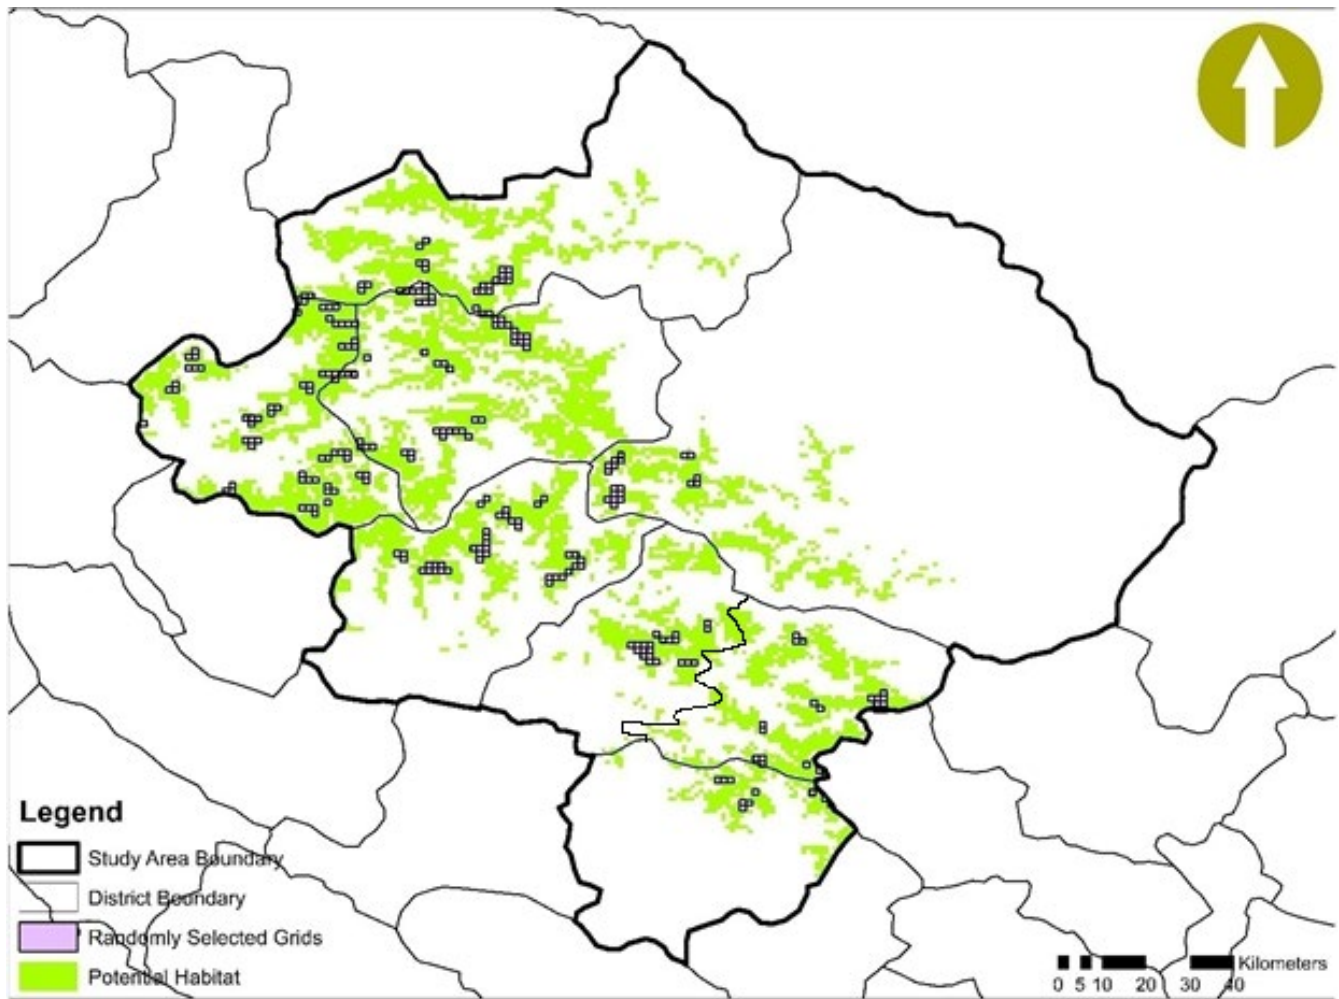 Legend
Study Area Boundary
District Boundary
Randomly Selected Grids
Potential Habitat
Kilometers
0 5 10 20 30 40